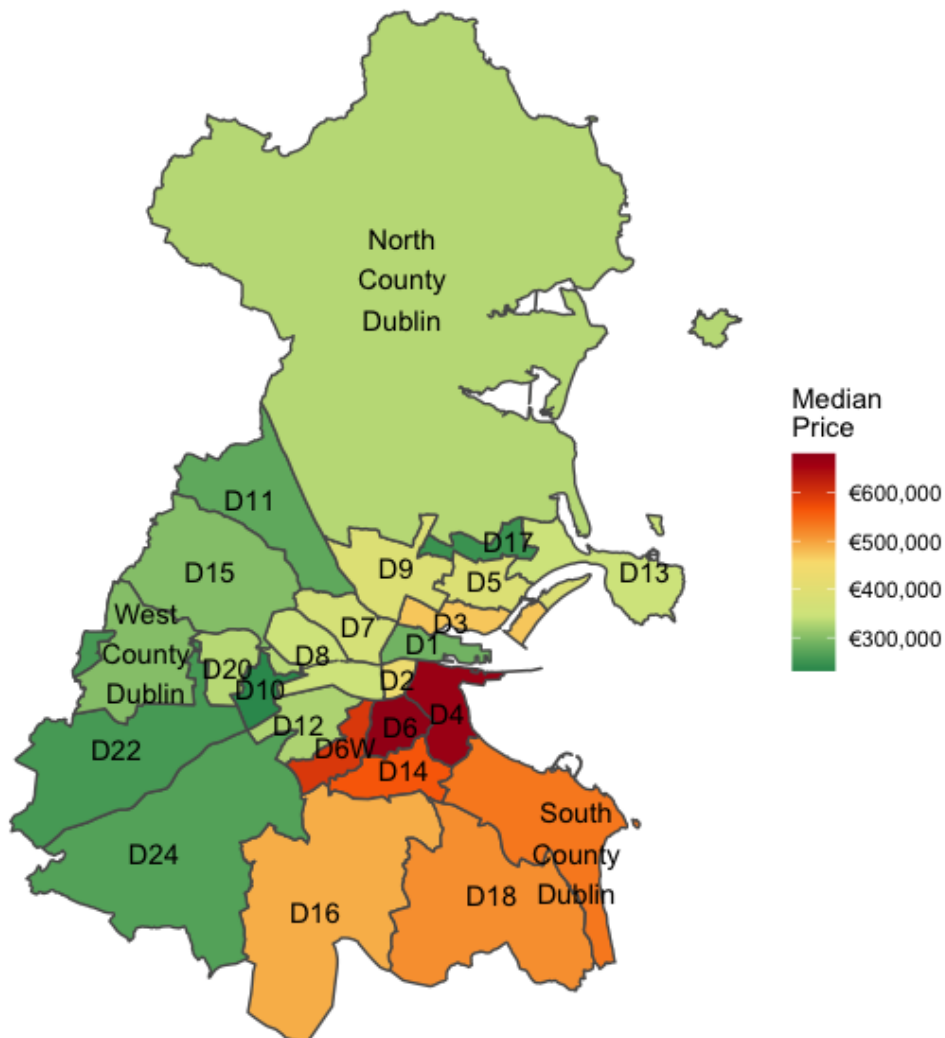 North
County
Dublin
D11
D17
D9
D15
D5
D13
West
County
Dublin
D3
D7
D1
D8
D20
D2
D10
D12
D6
D4
D6W
D22
D14
South
County
Dublin
D24
D18
D16
Median
Price
€600,000
€500,000
€400,000
€300,000